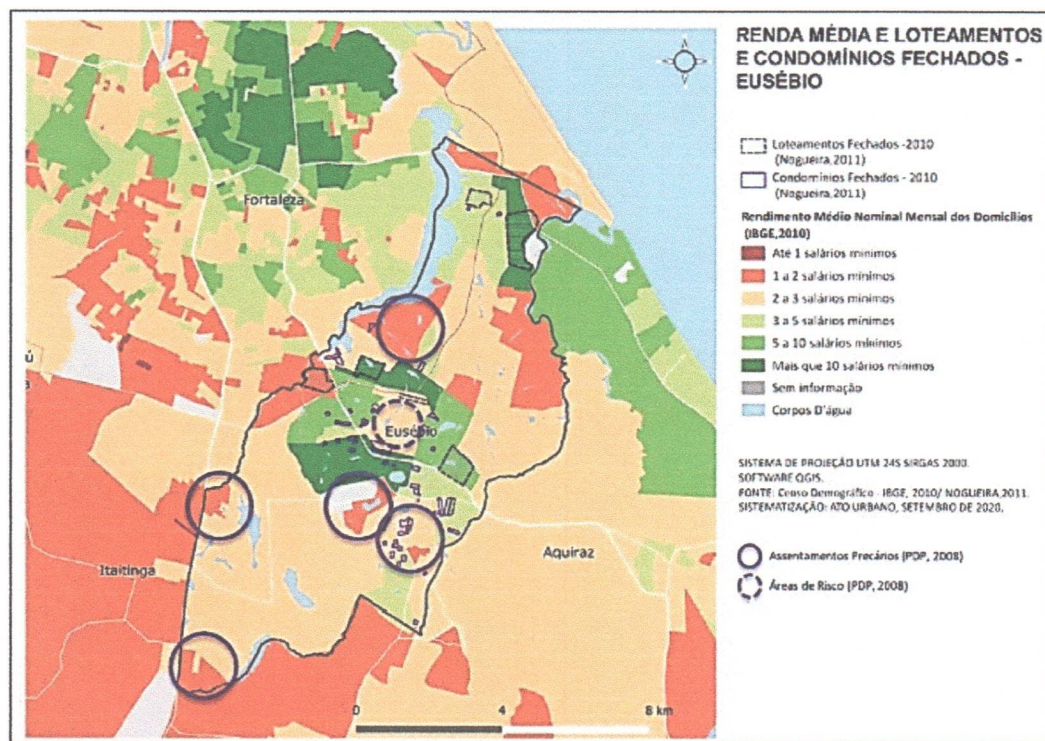 RENDA MÉDIA E LOTEAMENTOS
E CONDOMÍNIOS FECHADOS -
EUSÉBIO
Loteamentos Fechados -2010
(Nogueira,2011)
Condomínios Fechados - 2010
(Nogueira,2011)
Rendimento Médio Nominal Mensal dos Domicílios
(IBGE,2010)
Até 1 salários mínimos
1 a 2 salários mínimos
2 a 3 salários mínimos
3 a 5 salários mínimos
5 a 10 salários mínimos
Mais que 10 salários mínimos
Sem informação
Corpos D'água
SISTEMA DE PROJEÇÃO UTM 24S SIRGAS 2000.
SOFTWARE QGIS.
FONTE: Censo Demográfico - IBGE, 2010/ NOGUEIRA,2011.
SISTEMATIZAÇÃO: ATO URBANO, SETEMBRO DE 2020.
Assentamentos Precários (PDP, 2008)
Áreas de Risco (PDP, 2008)
Fortaleza
Eusébio
Aquiraz
Itaitinga
0 4 8 km